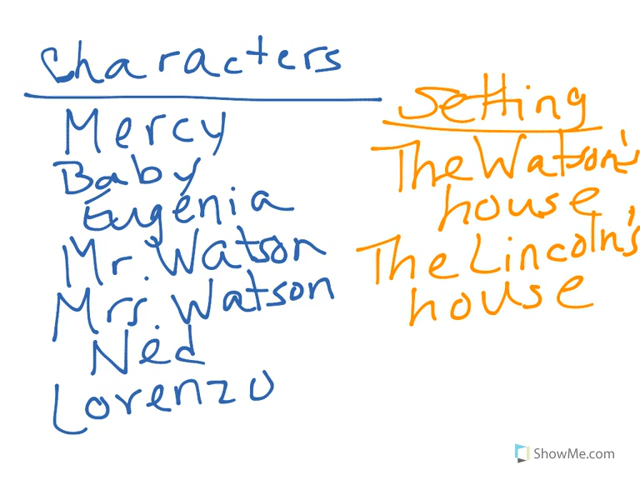 Characters
Mercy
Baby
Eugenia
Mr. Watson
Mrs. Watson
Ned
Lorenzo
Setting
The Watson's
house
The Lincoln's
house
ShowMe.com